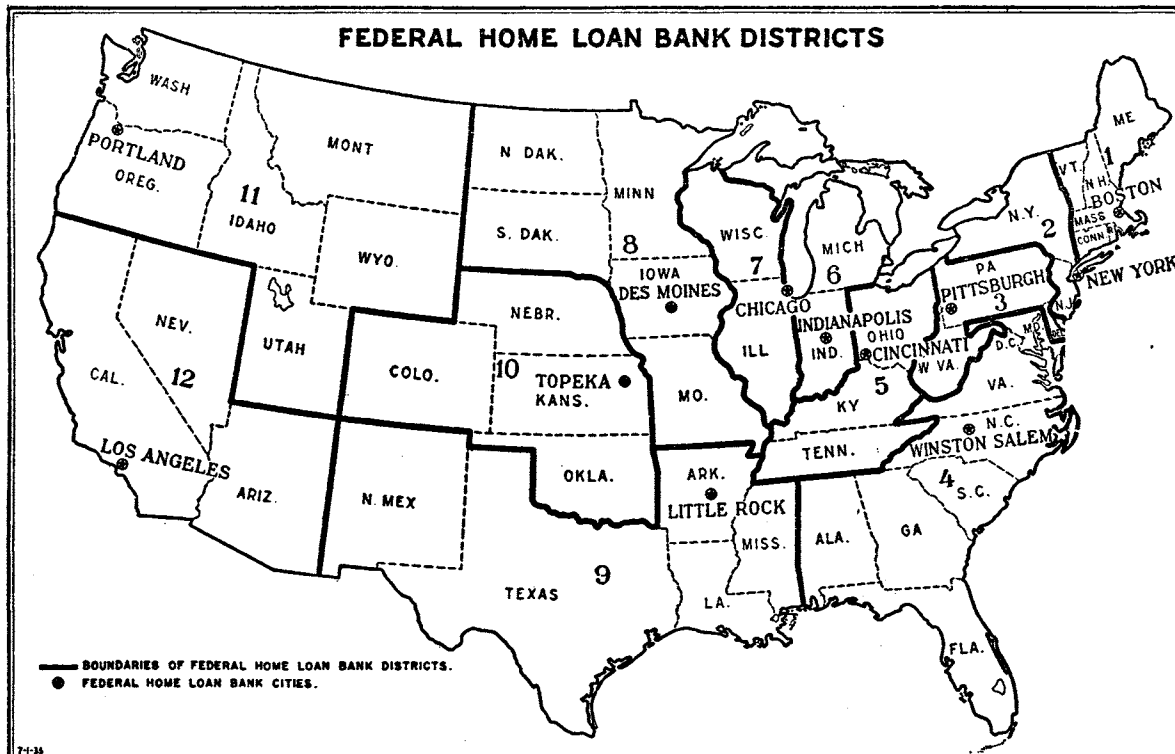 FEDERAL HOME LOAN BANK DISTRICTS
WASH
PORTLAND
OREG.
MONT
11
IDAHO
WYO.
N DAK.
S. DAK.
MINN
8
IOWA
DES MOINES
WISC.
7
CHICAGO
MICH
6
ILL
INDIANAPOLIS
IND.
OHIO
CINCINNATI
5
KY
W VA.
ME
1
VT.
N.H.
BOSTON
MASS
CONN
R.I.
N.Y.
2
NEW YORK
PA
PITTSBURGH
3
N.J.
MD.
DEL
D.C.
VA.
N.C.
WINSTON SALEM
4
S.C.
TENN.
NEV.
CAL.
12
LOS ANGELES
UTAH
ARIZ.
NEBR.
COLO.
10
TOPEKA
KANS.
MO.
OKLA.
N. MEX
TEXAS
9
ARK.
LITTLE ROCK
LA.
MISS.
ALA.
GA
FLA.
BOUNDARIES OF FEDERAL HOME LOAN BANK DISTRICTS.
FEDERAL HOME LOAN BANK CITIES.